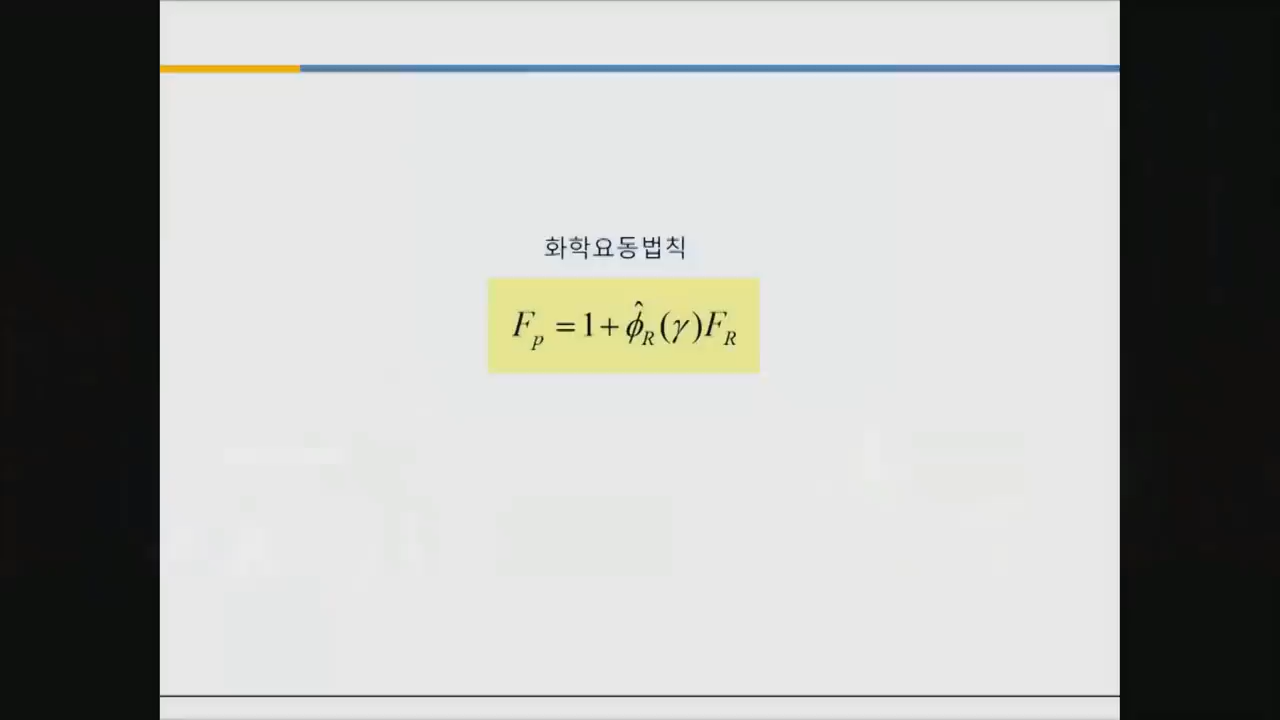 화학요동법칙
$F_p = 1 + \hat{\phi}_R(\gamma)F_R$